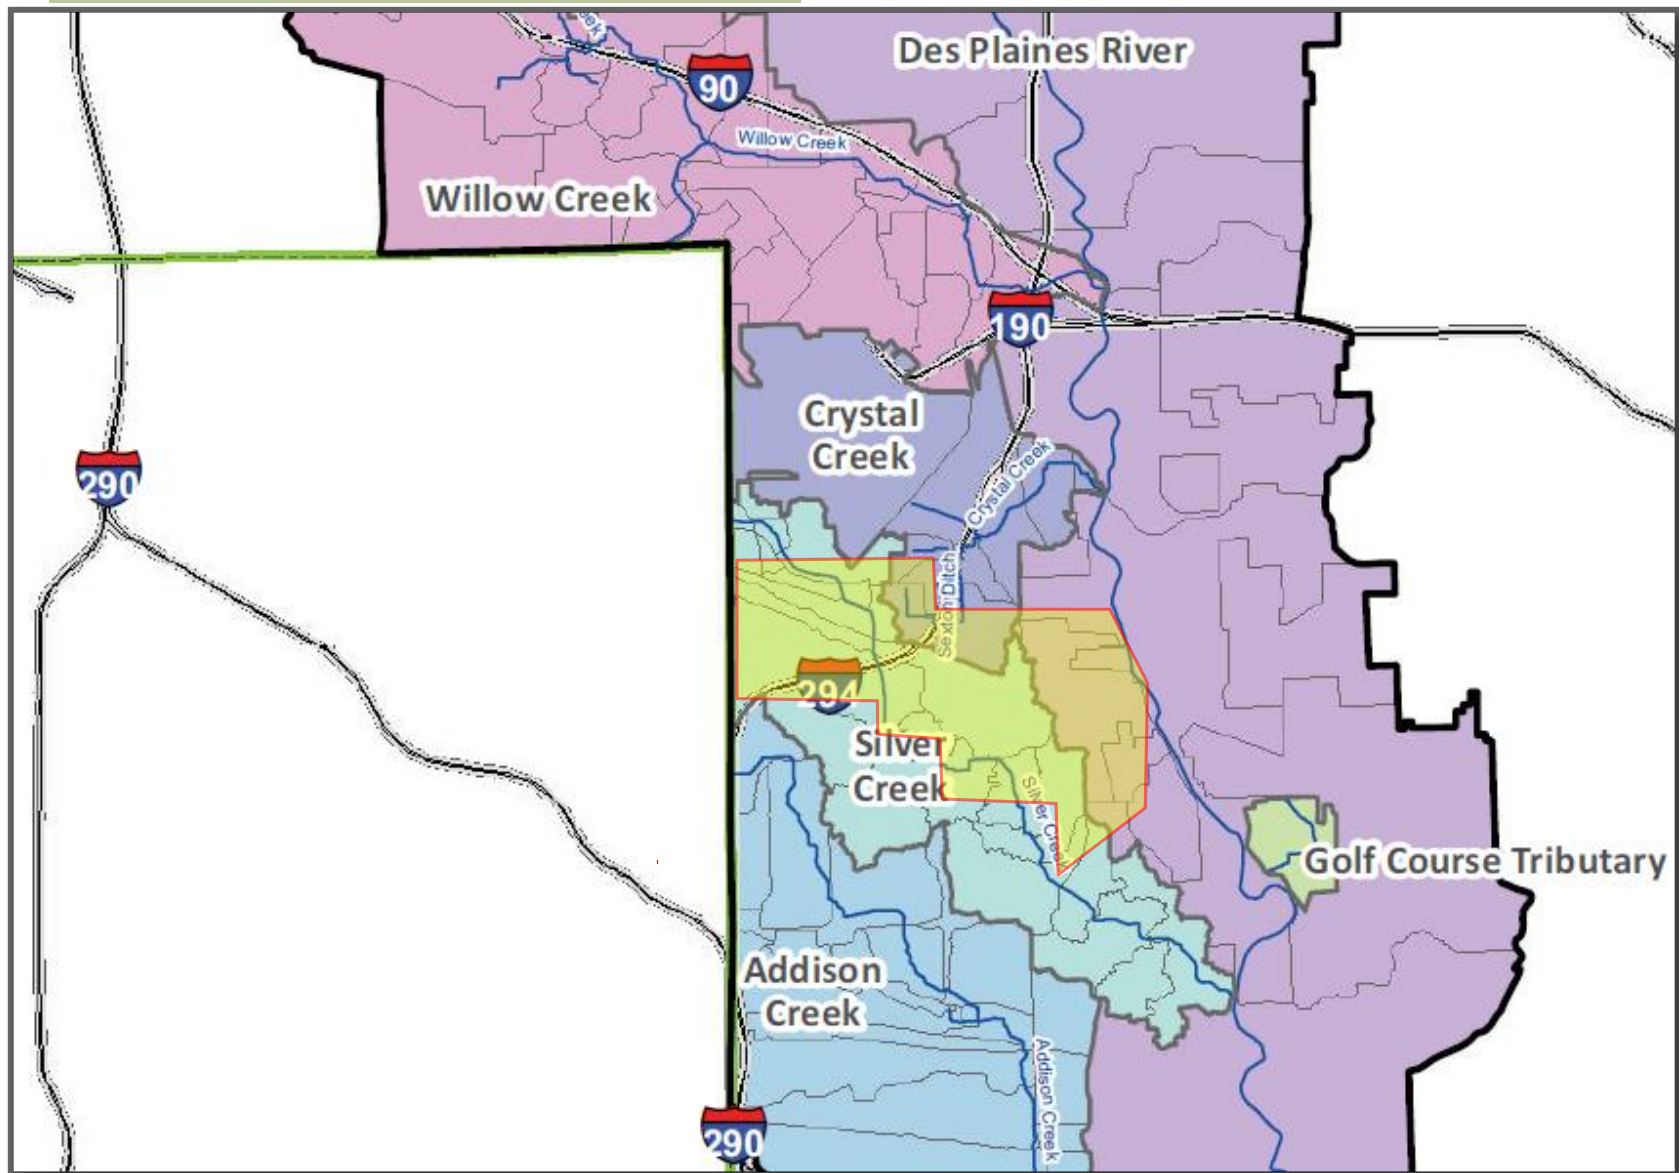 eek
Des Plaines River
90
Willow Creek
Willow Creek
190
Crystal
Creek
Crystal Creek
290
Sexton Ditch
294
Silver
Creek
Silver Creek
Golf Course Tributary
Addison
Creek
Addison Creek
290